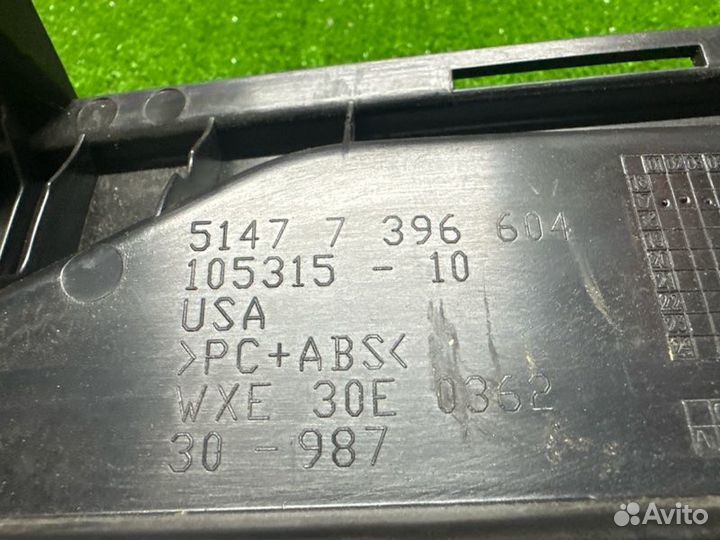 5147 7 396 604
105315 - 10
USA
>PC+ABS<
WXE 30E 0362
30 - 987
Avito